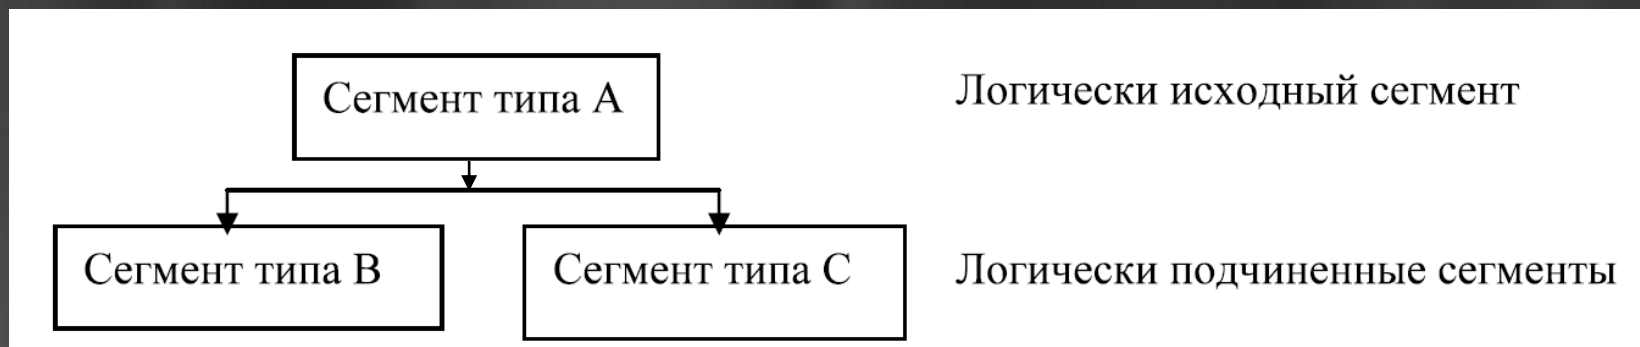 Сегмент типа А
Логически исходный сегмент
Сегмент типа В
Сегмент типа С
Логически подчиненные сегменты